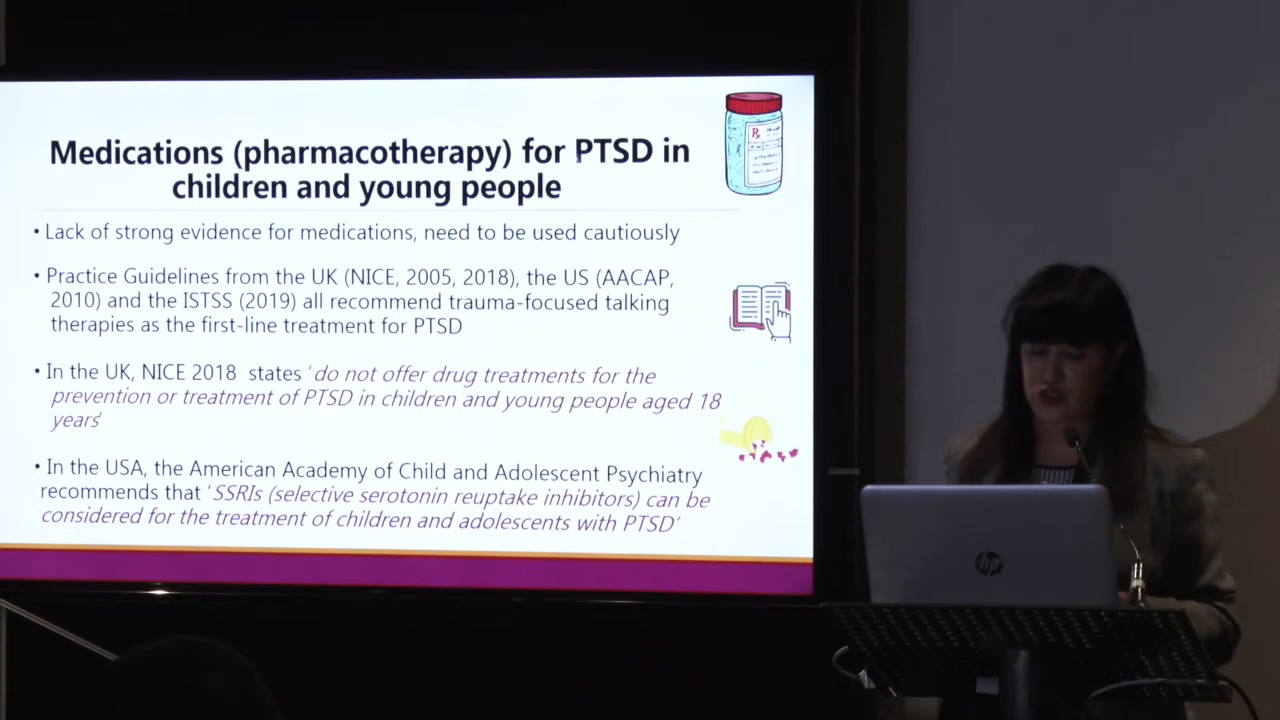 Medications (pharmacotherapy) for PTSD in
children and young people
• Lack of strong evidence for medications, need to be used cautiously
• Practice Guidelines from the UK (NICE, 2005, 2018), the US (AACAP,
2010) and the ISTSS (2019) all recommend trauma-focused talking
therapies as the first-line treatment for PTSD
• In the UK, NICE 2018 states 'do not offer drug treatments for the
prevention or treatment of PTSD in children and young people aged 18
years'
• In the USA, the American Academy of Child and Adolescent Psychiatry
recommends that 'SSRIs (selective serotonin reuptake inhibitors) can be
considered for the treatment of children and adolescents with PTSD'
Rx
hp